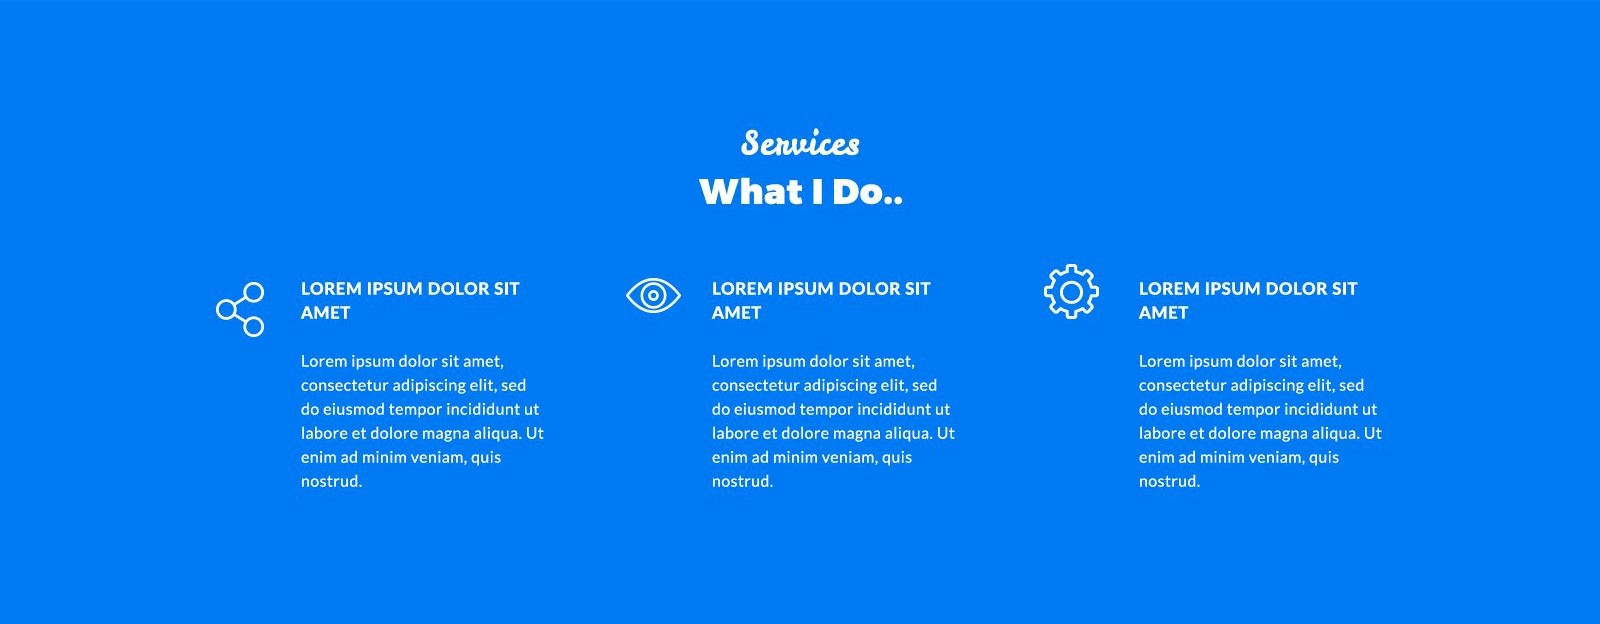 Services
What I Do..
LOREM IPSUM DOLOR SIT
AMET
Lorem ipsum dolor sit amet,
consectetur adipiscing elit, sed
do eiusmod tempor incididunt ut
labore et dolore magna aliqua. Ut
enim ad minim veniam, quis
nostrud.
LOREM IPSUM DOLOR SIT
AMET
Lorem ipsum dolor sit amet,
consectetur adipiscing elit, sed
do eiusmod tempor incididunt ut
labore et dolore magna aliqua. Ut
enim ad minim veniam, quis
nostrud.
LOREM IPSUM DOLOR SIT
AMET
Lorem ipsum dolor sit amet,
consectetur adipiscing elit, sed
do eiusmod tempor incididunt ut
labore et dolore magna aliqua. Ut
enim ad minim veniam, quis
nostrud.